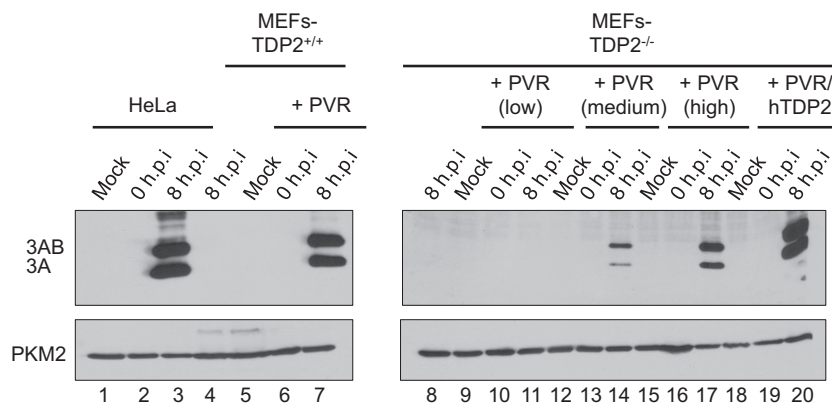 MEFs-
TDP2+/+
MEFs-
TDP2-/-
HeLa
+ PVR
+ PVR
(low)
+ PVR
(medium)
+ PVR
(high)
+ PVR/
hTDP2
Mock
0 h.p.i
8 h.p.i
8 h.p.i
Mock
0 h.p.i
8 h.p.i
8 h.p.i
Mock
0 h.p.i
8 h.p.i
Mock
0 h.p.i
8 h.p.i
Mock
0 h.p.i
8 h.p.i
Mock
0 h.p.i
8 h.p.i
3AB
3A
PKM2
1 2 3 4 5 6 7 8 9 10 11 12 13 14 15 16 17 18 19 20